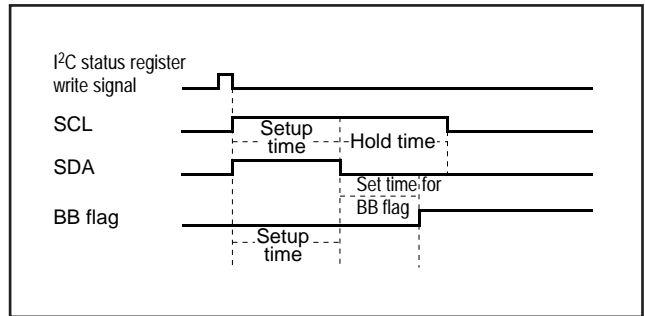 I²C status register
write signal
SCL
Setup
time
Hold time
SDA
Set time for
BB flag
BB flag
Setup
time